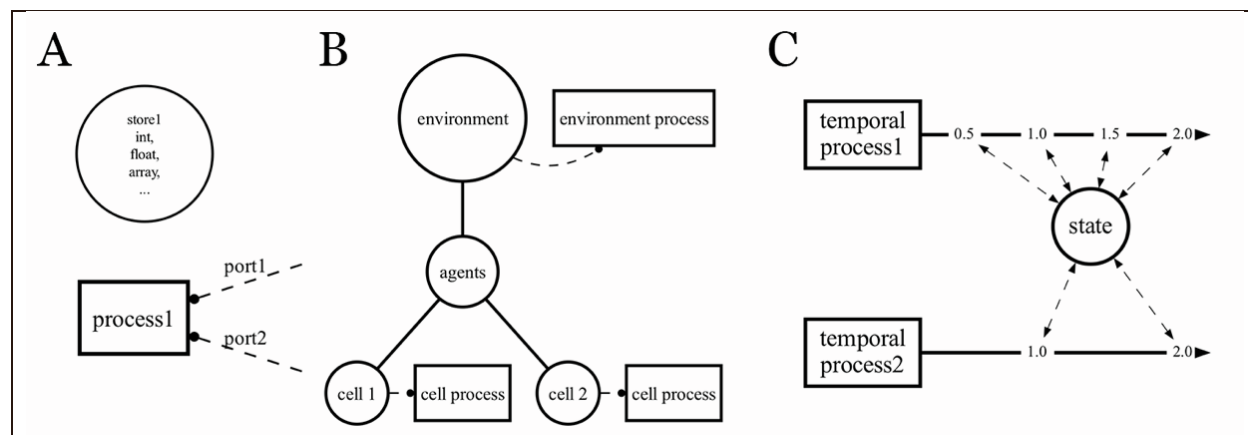 A
store1
int,
float,
array,
...
port1
process1
port2
B
environment
environment process
agents
cell 1
cell process
cell 2
cell process
C
temporal
process1
0.5
1.0
1.5
2.0
state
temporal
process2
1.0
2.0